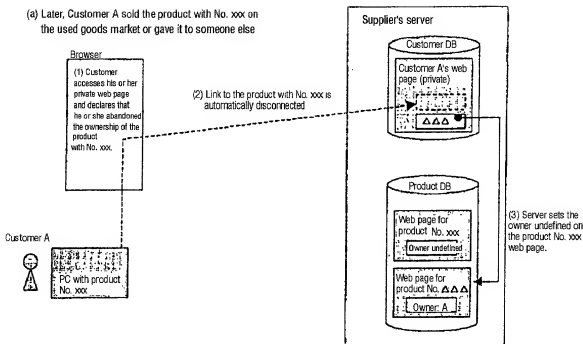 (a) Later, Customer A sold the product with No. xxx on
the used goods market or gave it to someone else
Browser
(1) Customer
accesses his or her
private web page
and declares that
he or she abandoned
the ownership of the
product
with No. xxx.
(2) Link to the product with No. xxx is
automatically disconnected
Supplier's server
Customer DB
Customer A's web
page (private)
△△△
Product DB
Web page for
product No. xxx
Owner undefined
Web page for
product No. △△△
Owner: A
(3) Server sets the
owner undefined on
the product No. xxx
web page.
Customer A
PC with product
No. xxx